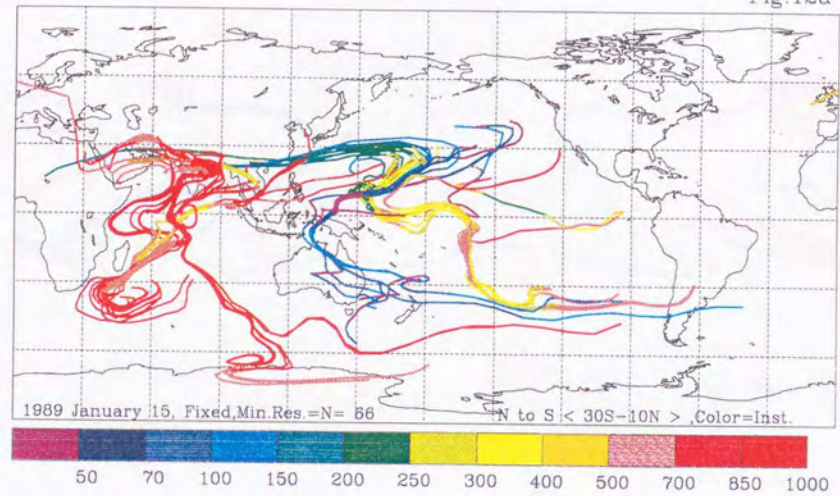 Fig.12a
1989 January 15, Fixed,Min.Res.=N= 66 N to S < 30S-10N > ,Color=Inst.
50 70 100 150 200 250 300 400 500 700 850 1000